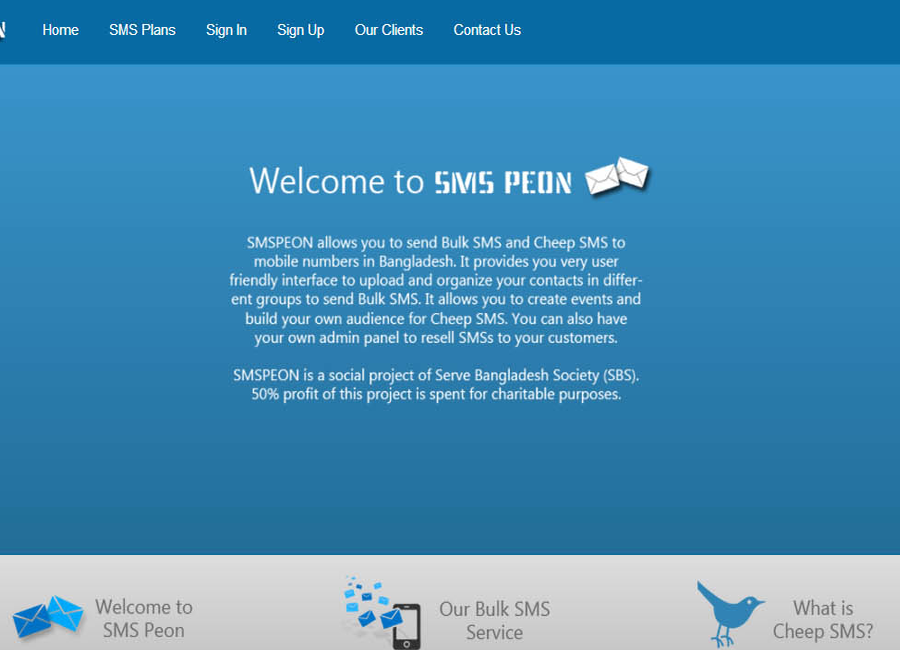 Home SMS Plans Sign In Sign Up Our Clients Contact Us
Welcome to SMS PEON
SMSPEON allows you to send Bulk SMS and Cheep SMS to
mobile numbers in Bangladesh. It provides you very user
friendly interface to upload and organize your contacts in differ-
ent groups to send Bulk SMS. It allows you to create events and
build your own audience for Cheep SMS. You can also have
your own admin panel to resell SMSs to your customers.
SMSPEON is a social project of Serve Bangladesh Society (SBS).
50% profit of this project is spent for charitable purposes.
Welcome to
SMS Peon
Our Bulk SMS
Service
What is
Cheep SMS?